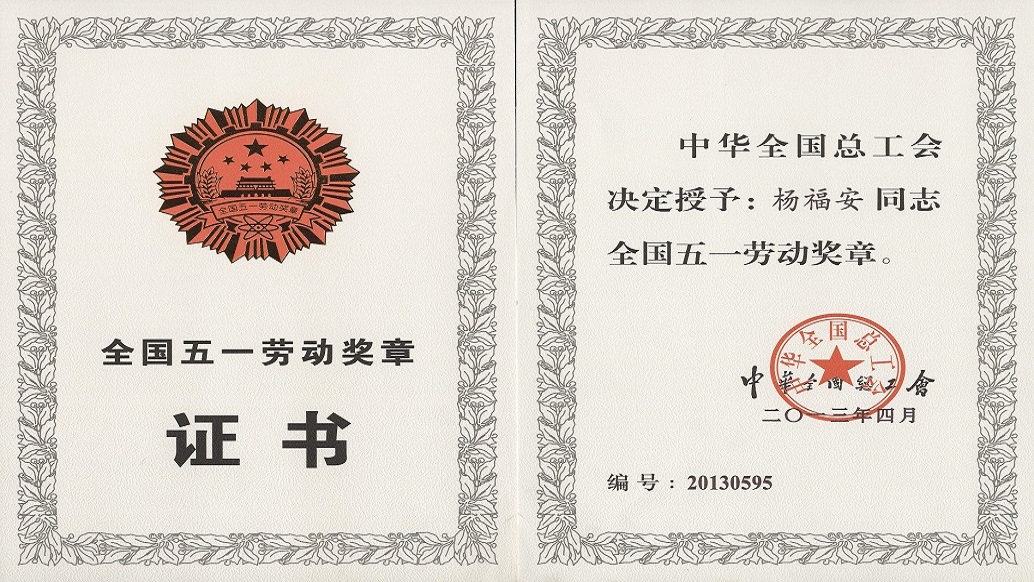 全国五一劳动奖章
全国五一劳动奖章
证书
中华全国总工会
决定授予：杨福安 同志
全国五一劳动奖章。
中华全国总工会
中华全国总工会
二〇一三年四月
编号：20130595